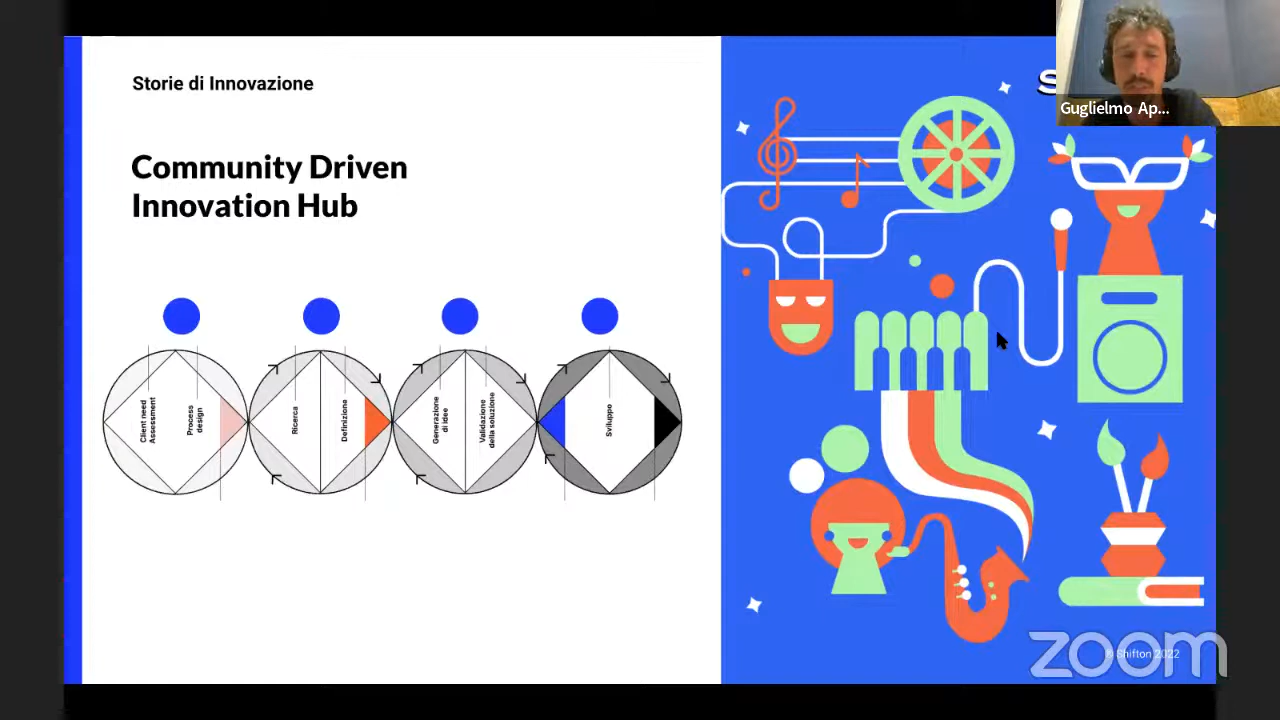 Storie di Innovazione
Community Driven
Innovation Hub
Client need
Assessment
Process
design
Ricerca
Definizione
Generazione
di idee
Validazione
della soluzione
Sviluppo
S
Guglielmo Ap...
© Shifton 2022
zoom